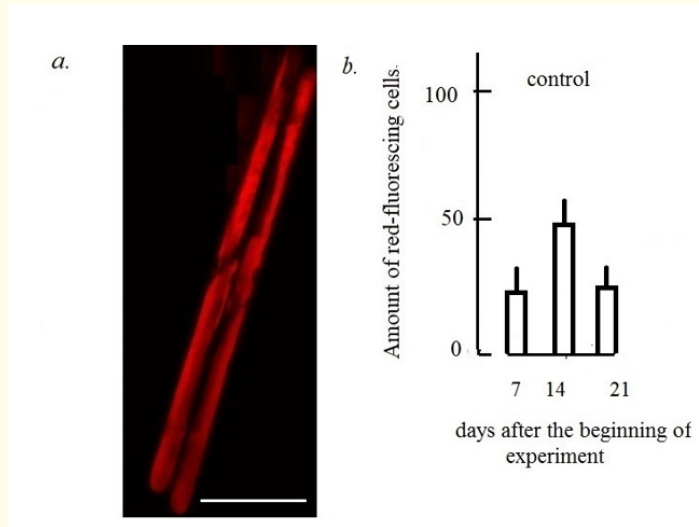 a.
b.
control
Amount of red-fluorescing cells.
100
50
0
7 14 21
days after the beginning of
experiment